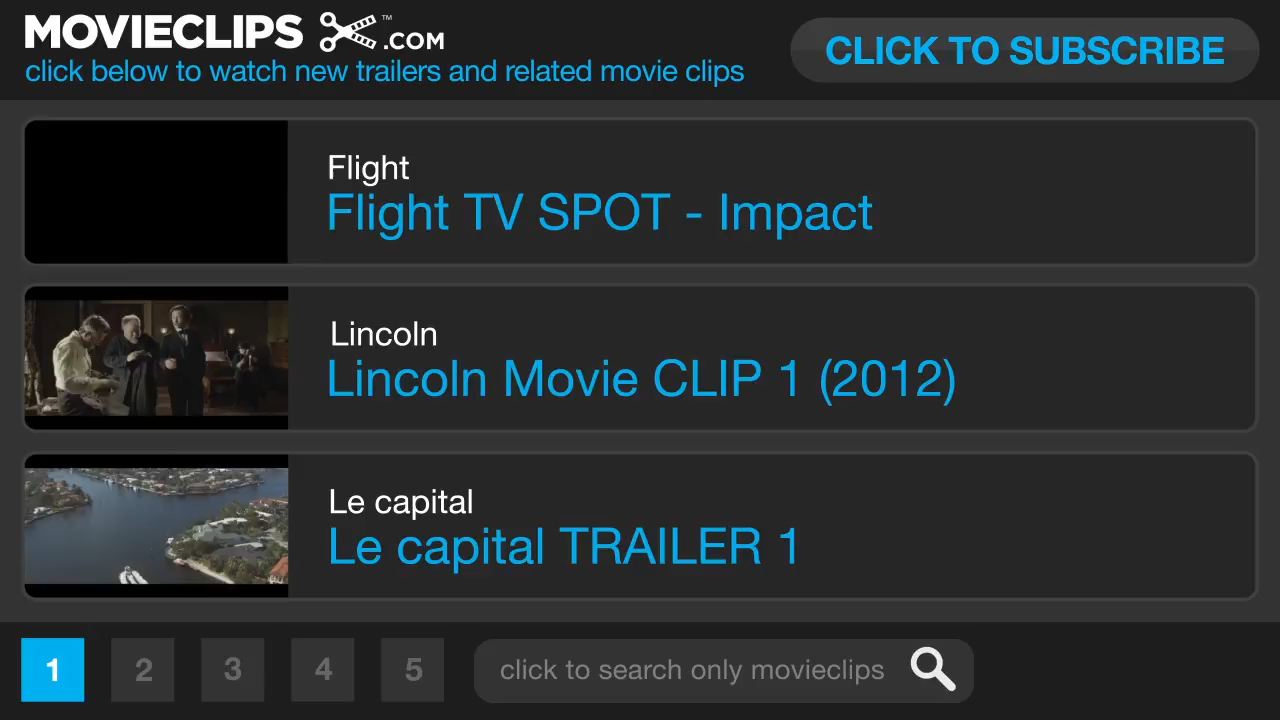 MOVIECLIPS ™ .COM
click below to watch new trailers and related movie clips
CLICK TO SUBSCRIBE
Flight
Flight TV SPOT - Impact
Lincoln
Lincoln Movie CLIP 1 (2012)
Le capital
Le capital TRAILER 1
1 2 3 4 5 click to search only movieclips